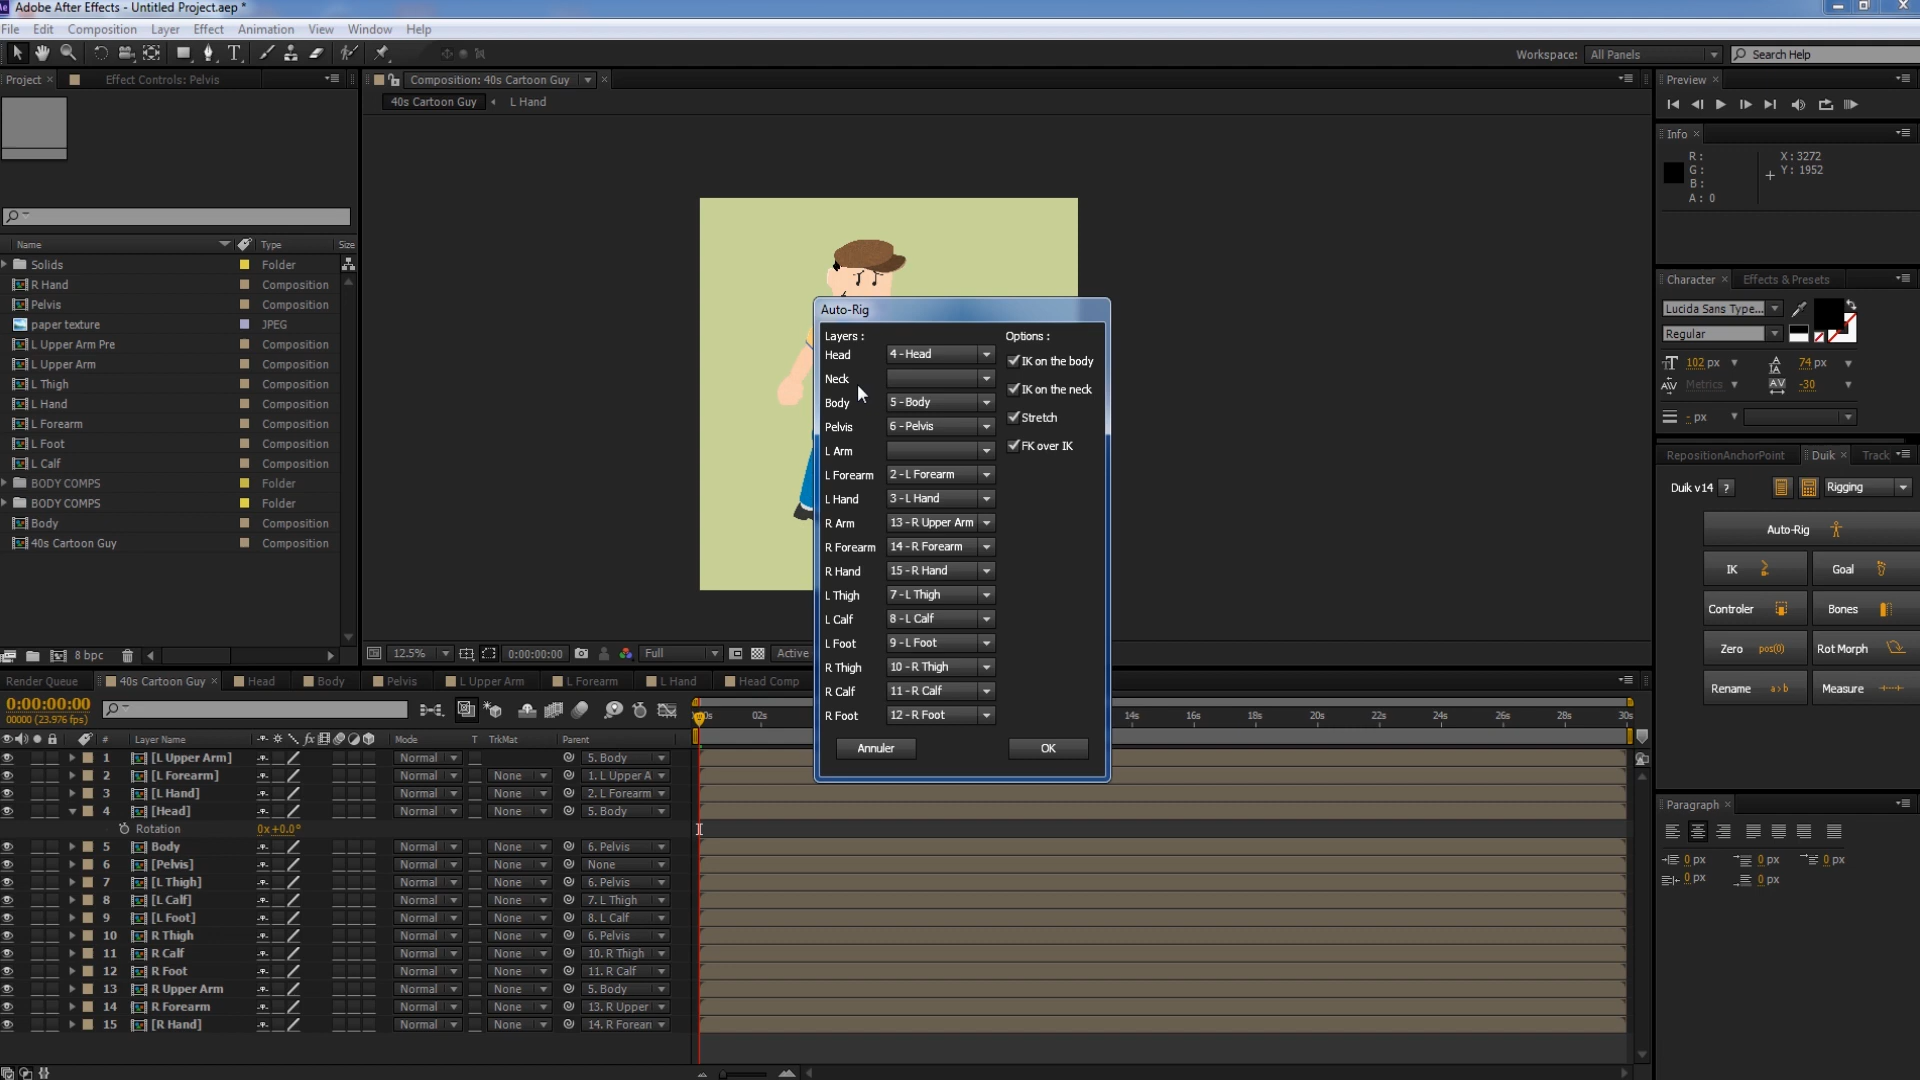 Adobe After Effects - Untitled Project.aep *
File Edit Composition Layer Effect Animation View Window Help
Workspace: All Panels Search Help
Project Effect Controls: Pelvis
Composition: 40s Cartoon Guy
40s Cartoon Guy L Hand
Name Type Size
Solids Folder
R Hand Composition
Pelvis Composition
paper texture JPEG
L Upper Arm Pre Composition
L Upper Arm Composition
L Thigh Composition
L Hand Composition
L Forearm Composition
L Foot Composition
L Calf Composition
BODY COMPS Folder
BODY COMPS Folder
Body Composition
40s Cartoon Guy Composition
8 bpc
Auto-Rig
Layers :
Head 4 - Head
Neck
Body 5 - Body
Pelvis 6 - Pelvis
L Arm
L Forearm 2 - L Forearm
L Hand 3 - L Hand
R Arm 13 - R Upper Arm
R Forearm 14 - R Forearm
R Hand 15 - R Hand
L Thigh 7 - L Thigh
L Calf 8 - L Calf
L Foot 9 - L Foot
R Thigh 10 - R Thigh
R Calf 11 - R Calf
R Foot 12 - R Foot
Options :
IK on the body
IK on the neck
Stretch
FK over IK
Annuler OK
12.5% 0:00:00:00 Full Active
Preview
Info
R :
G :
B :
A : 0
X : 3272
Y : 1952
Character Effects & Presets
Lucida Sans Type...
Regular
102 px 74 px
Metrics -30
- px
RepositionAnchorPoint Duik Track
Duik v14 ? Rigging
Auto-Rig
IK Goal
Controler Bones
Zero pos(0) Rot Morph
Rename a>b Measure
Paragraph
0 px 0 px 0 px
0 px 0 px
Render Queue 40s Cartoon Guy Head Body Pelvis L Upper Arm L Forearm L Hand Head Comp
0:00:00:00
00000 (23.976 fps)
02s 14s 16s 18s 20s 22s 24s 26s 28s 30s
# Layer Name Mode T TrkMat Parent
1 [L Upper Arm] Normal 5. Body
2 [L Forearm] Normal None 1. L Upper A
3 [L Hand] Normal None 2. L Forearm
4 [Head] Normal None 5. Body
Rotation 0x+0.0°
5 Body Normal None 6. Pelvis
6 [Pelvis] Normal None None
7 [L Thigh] Normal None 6. Pelvis
8 [L Calf] Normal None 7. L Thigh
9 [L Foot] Normal None 8. L Calf
10 R Thigh Normal None 6. Pelvis
11 R Calf Normal None 10. R Thigh
12 R Foot Normal None 11. R Calf
13 R Upper Arm Normal None 5. Body
14 R Forearm Normal None 13. R Upper
15 [R Hand] Normal None 14. R Forear